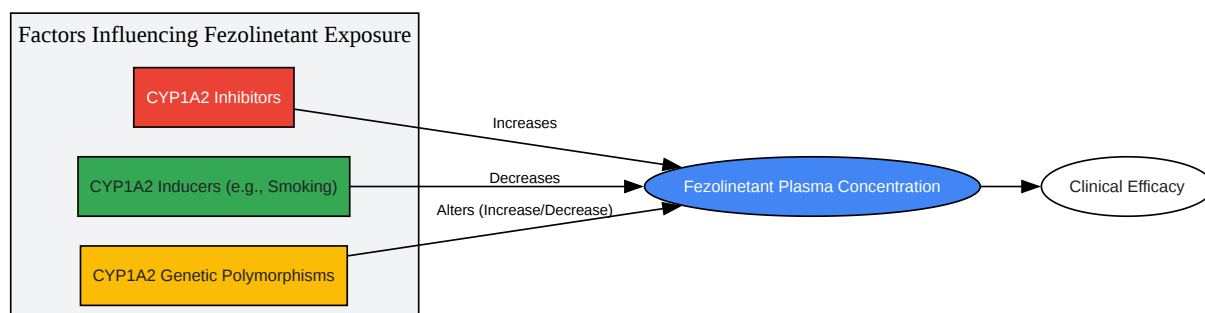 Factors Influencing Fezolinetant Exposure
CYP1A2 Inhibitors
Increases
CYP1A2 Inducers (e.g., Smoking)
Decreases
Fezolinetant Plasma Concentration
Clinical Efficacy
Alters (Increase/Decrease)
CYP1A2 Genetic Polymorphisms